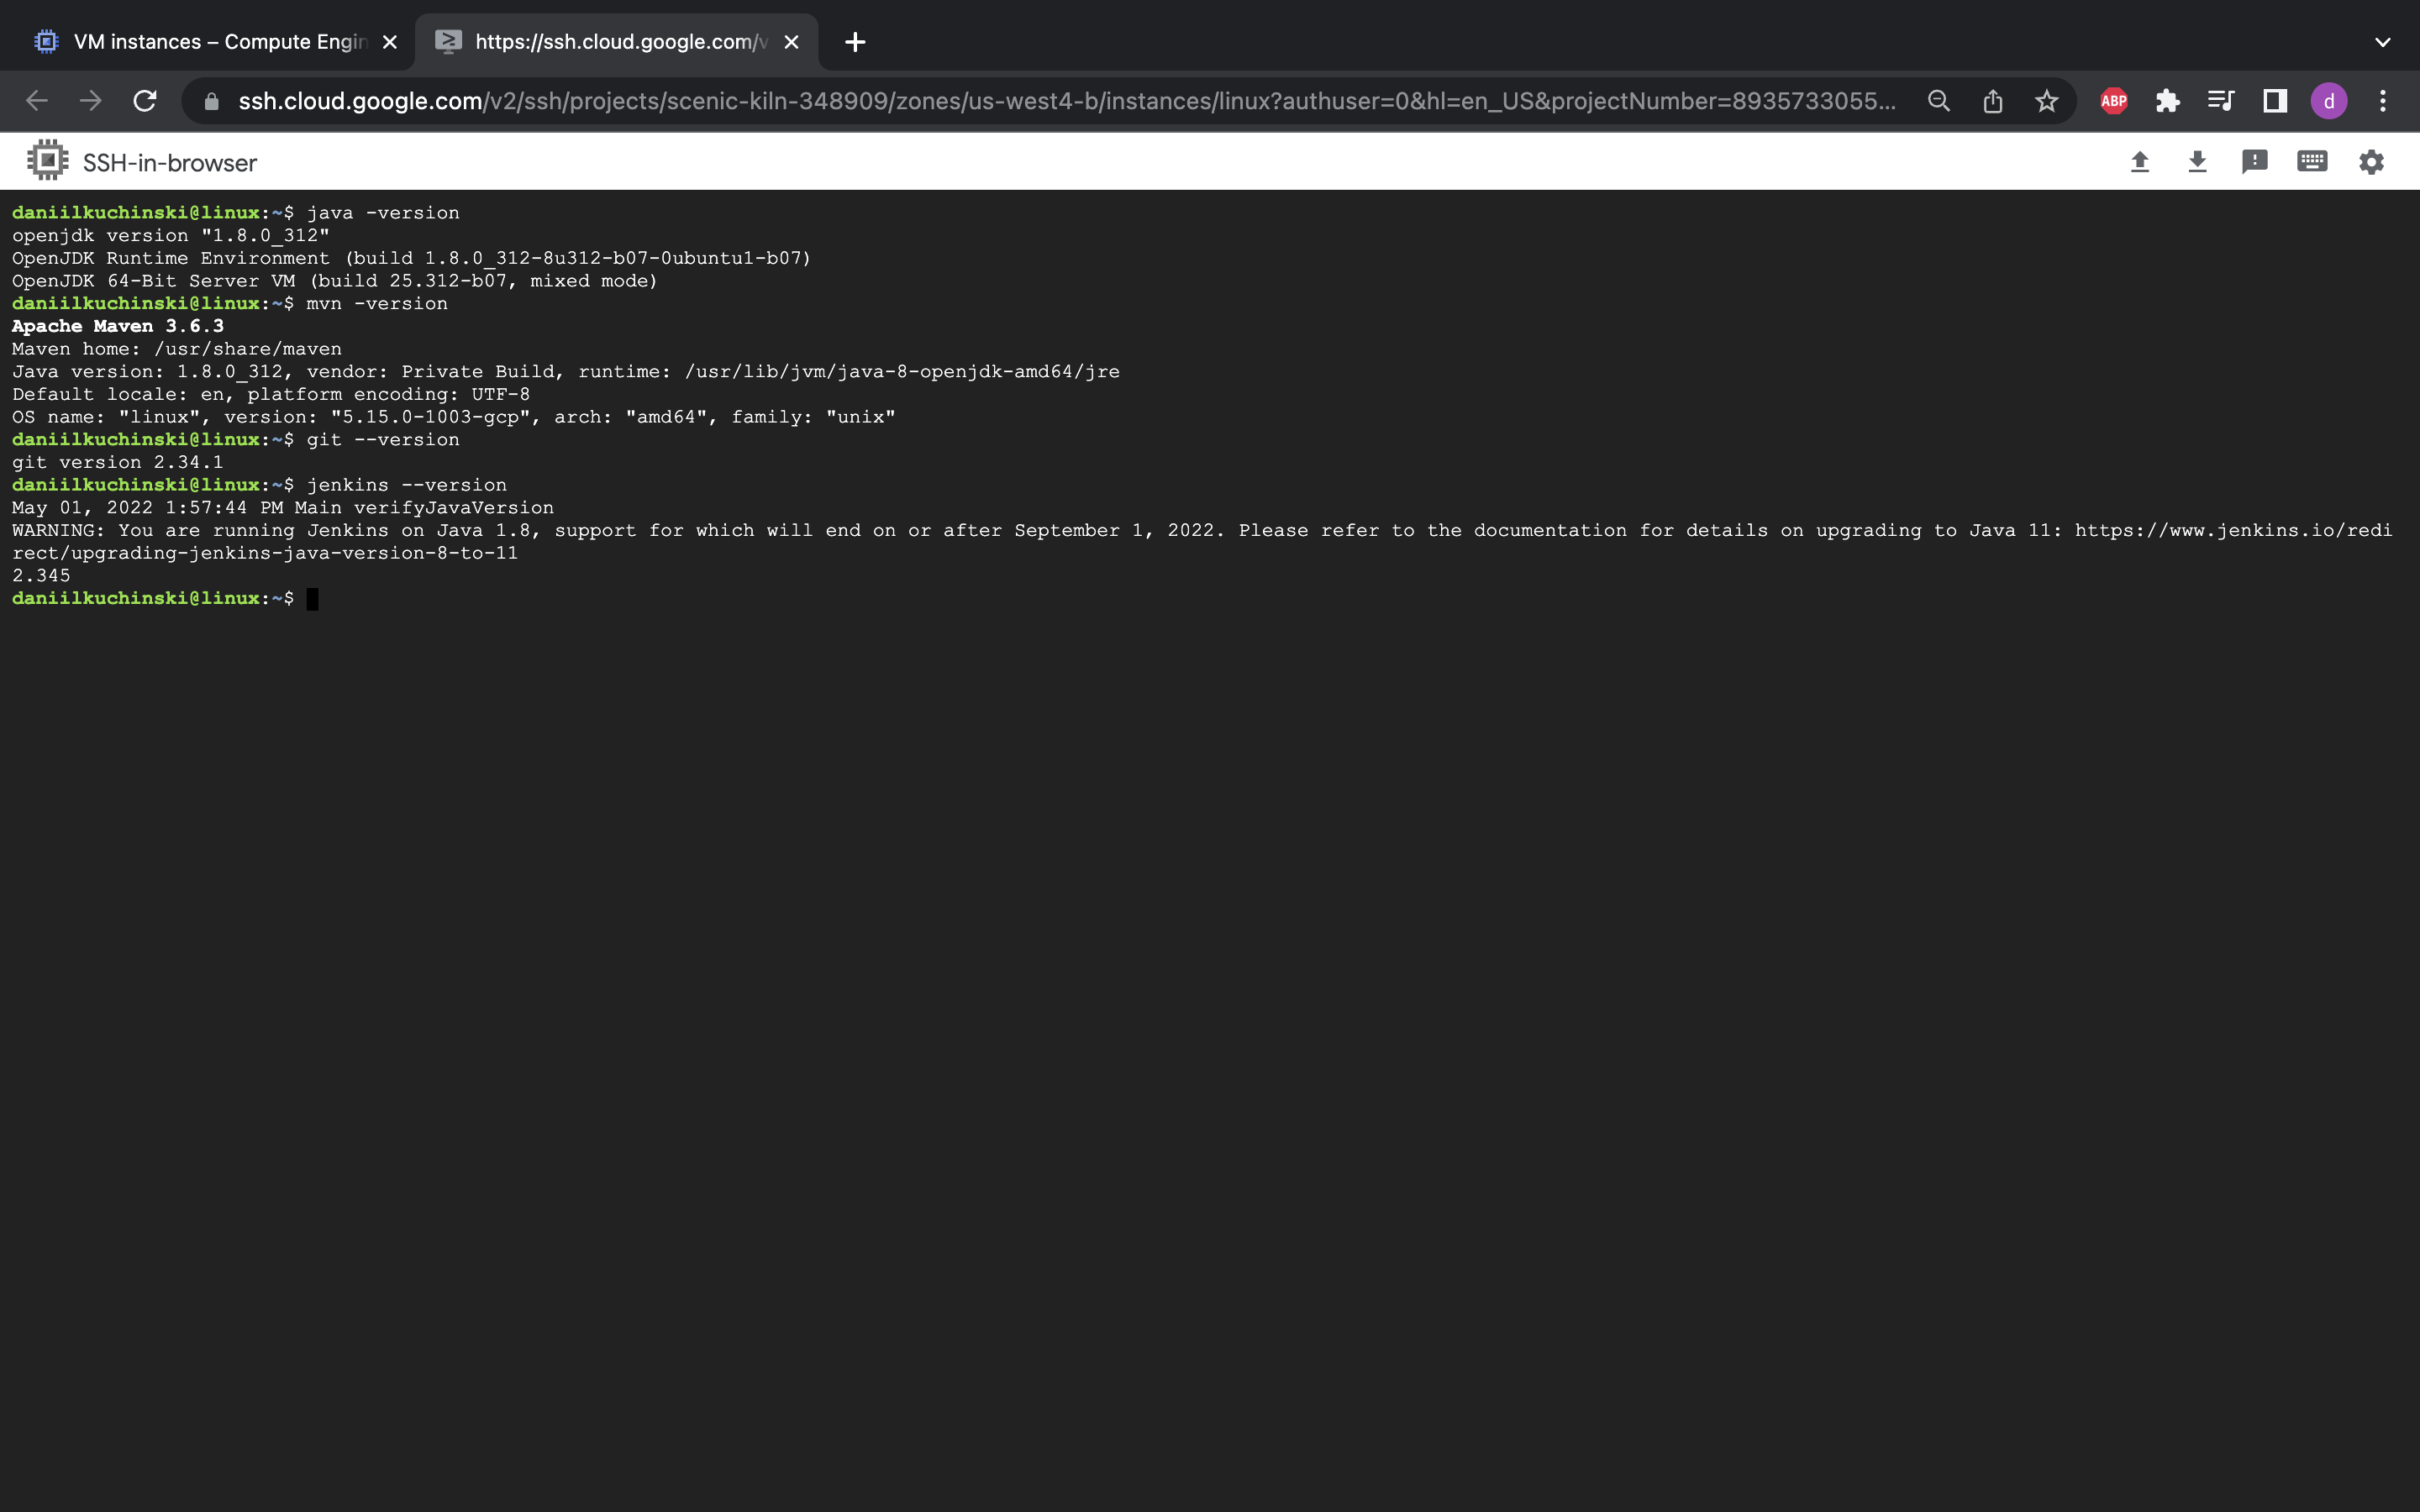 VM instances – Compute Engin
https://ssh.cloud.google.com/v
ssh.cloud.google.com/v2/ssh/projects/scenic-kiln-348909/zones/us-west4-b/instances/linux?authuser=0&hl=en_US&projectNumber=8935733055...
ABP
d
SSH-in-browser
daniilkuchinski@linux:~$ java -version
openjdk version "1.8.0_312"
OpenJDK Runtime Environment (build 1.8.0_312-8u312-b07-0ubuntu1-b07)
OpenJDK 64-Bit Server VM (build 25.312-b07, mixed mode)
daniilkuchinski@linux:~$ mvn -version
Apache Maven 3.6.3
Maven home: /usr/share/maven
Java version: 1.8.0_312, vendor: Private Build, runtime: /usr/lib/jvm/java-8-openjdk-amd64/jre
Default locale: en, platform encoding: UTF-8
OS name: "linux", version: "5.15.0-1003-gcp", arch: "amd64", family: "unix"
daniilkuchinski@linux:~$ git --version
git version 2.34.1
daniilkuchinski@linux:~$ jenkins --version
May 01, 2022 1:57:44 PM Main verifyJavaVersion
WARNING: You are running Jenkins on Java 1.8, support for which will end on or after September 1, 2022. Please refer to the documentation for details on upgrading to Java 11: https://www.jenkins.io/redi
rect/upgrading-jenkins-java-version-8-to-11
2.345
daniilkuchinski@linux:~$